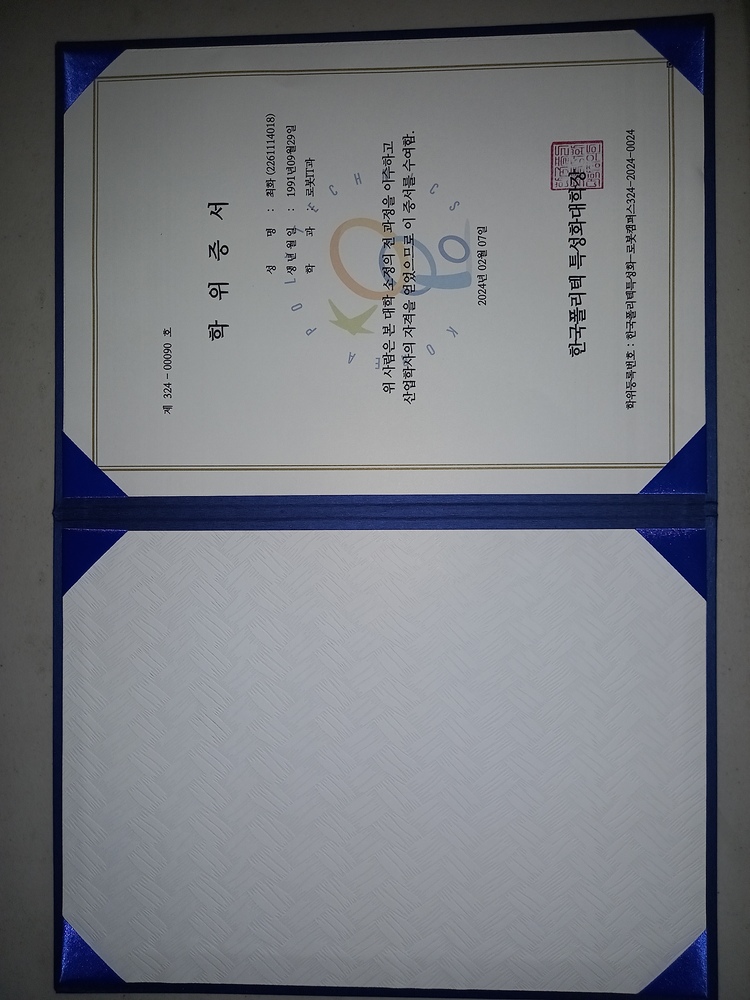 제 324 - 00090 호
학 위 증 서
성 명 : 최화 (2261114018)
생년월일 : 1991년09월29일
학 과 : 로봇IT과
KOREA POLYTECHNICS
위 사람은 본 대학 소정의 전 과정을 이수하고
산업학사의 자격을 얻었으므로 이 증서를 수여함.
2024년 02월 07일
한국폴리텍 특성화대학장
학위등록번호 : 한국폴리텍특성화-로봇캠퍼스324-2024-0024